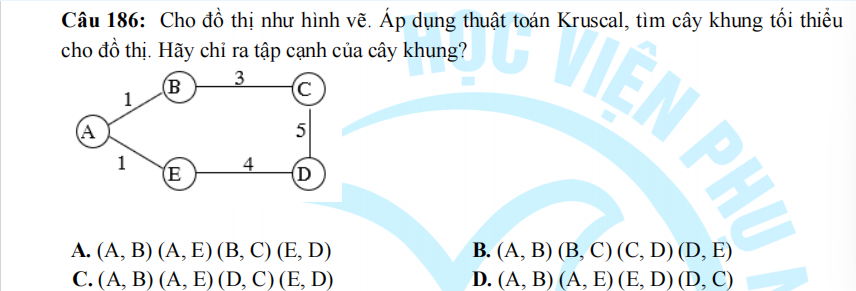 Câu 186: Cho đồ thị như hình vẽ. Áp dụng thuật toán Kruscal, tìm cây khung tối thiểu
cho đồ thị. Hãy chỉ ra tập cạnh của cây khung?
B 3 C
1
A 5
1
E 4 D
A. (A, B) (A, E) (B, C) (E, D) B. (A, B) (B, C) (C, D) (D, E)
C. (A, B) (A, E) (D, C) (E, D) D. (A, B) (A, E) (E, D) (D, C)
HỌC VIỆN PHỤ N